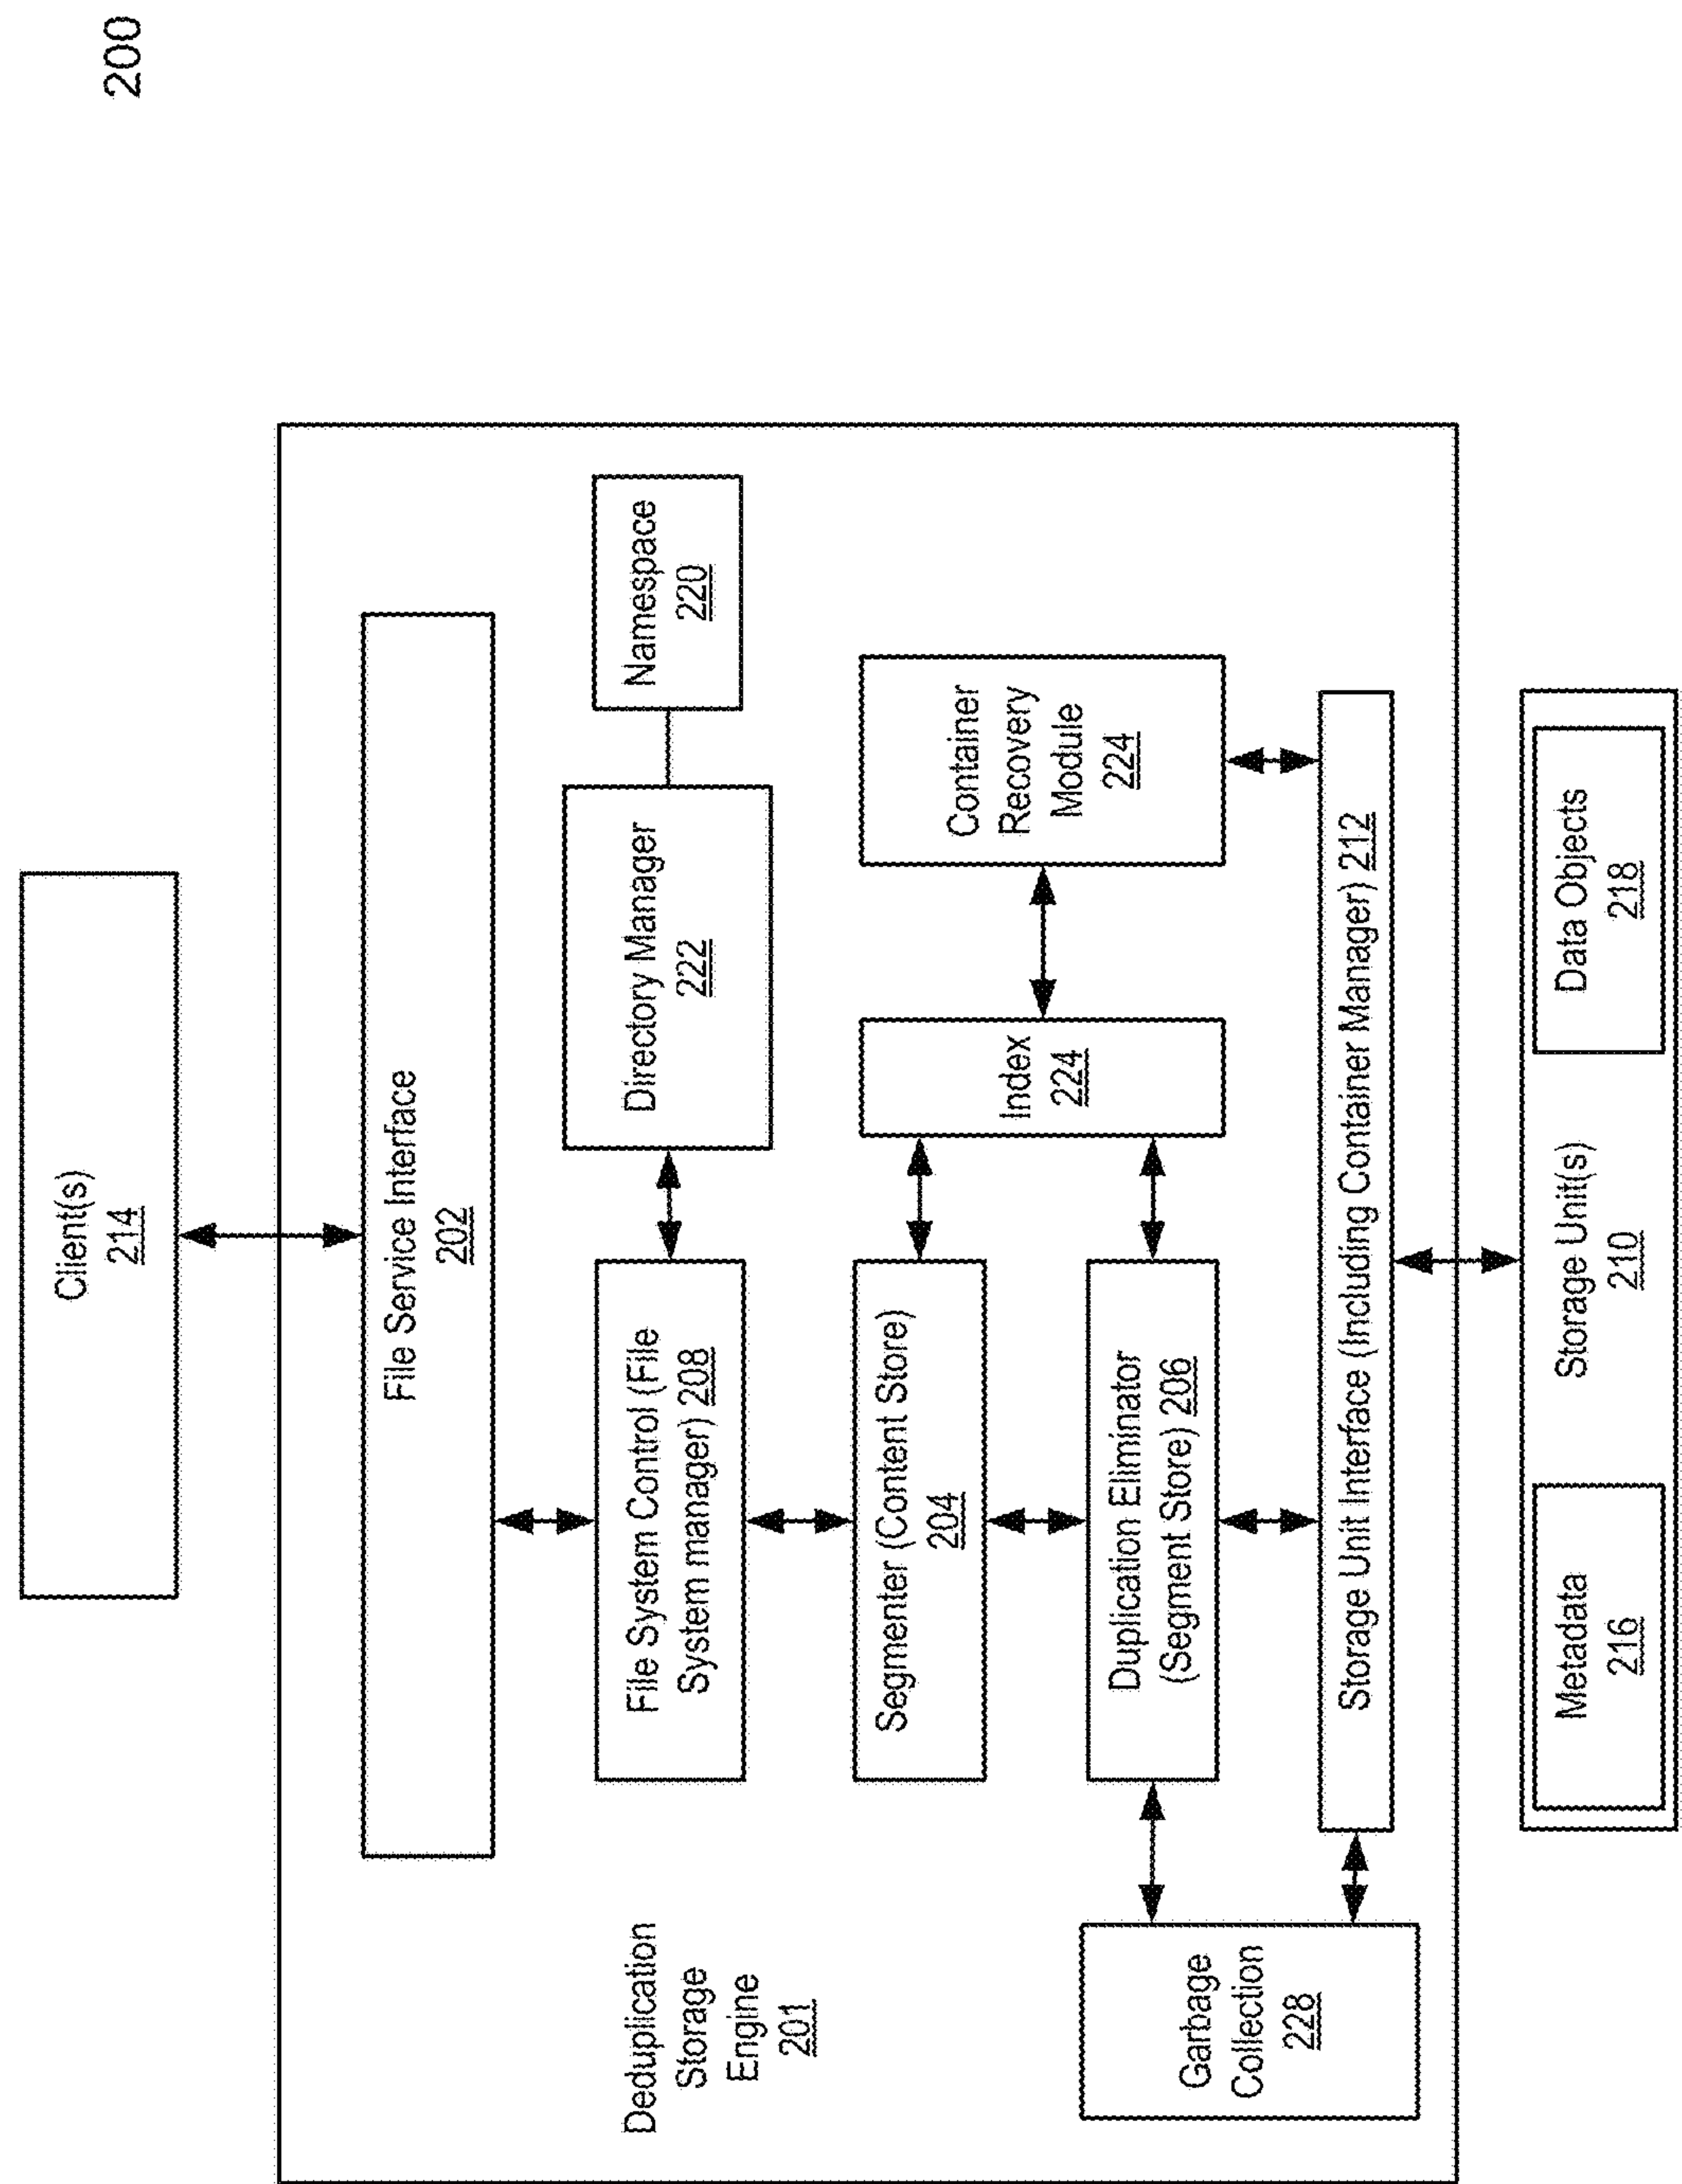 200
Client(s)
214
File Service Interface
202
Deduplication
Storage
Engine
201
File System Control (File
System manager) 208
Directory Manager
222
Namespace
220
Segmenter (Content Store)
204
Index
224
Container
Recovery
Module
224
Duplication Eliminator
(Segment Store) 206
Garbage
Collection
228
Storage Unit Interface (Including Container Manager) 212
Metadata
216
Storage Unit(s)
210
Data Objects
218